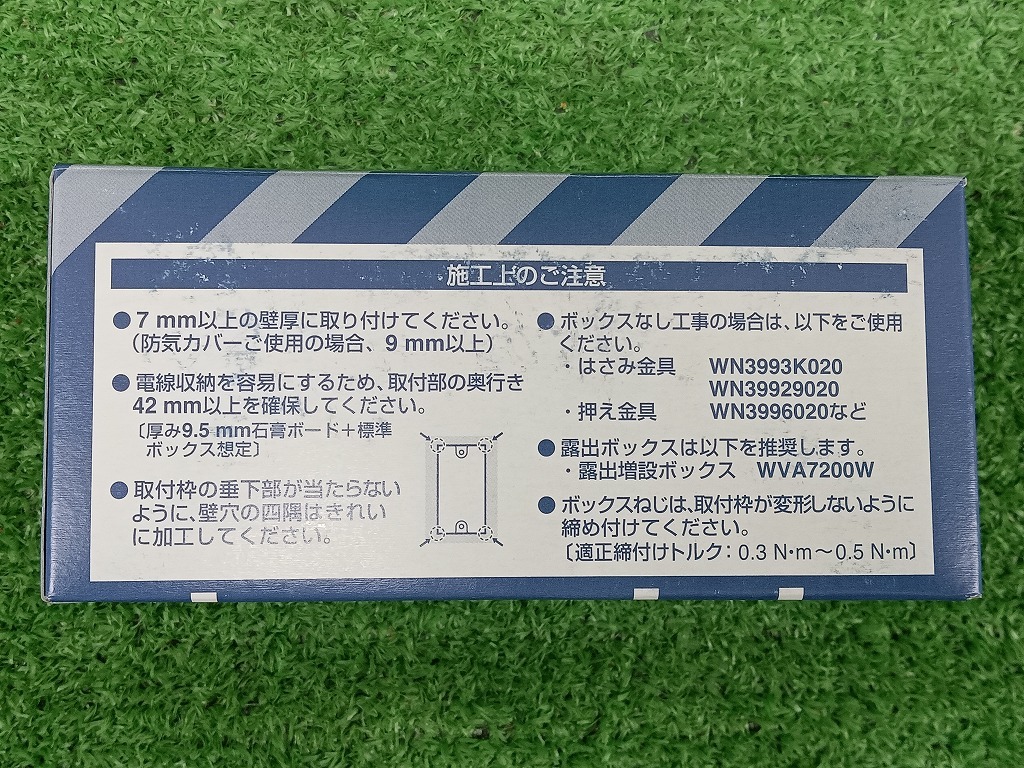 施工上のご注意
●7 mm以上の壁厚に取り付けてください。
（防気カバーご使用の場合、9 mm以上）
●電線収納を容易にするため、取付部の奥行き
42 mm以上を確保してください。
〔厚み9.5 mm石膏ボード＋標準
ボックス想定〕
●取付枠の垂下部が当たらない
ように、壁穴の四隅はきれい
に加工してください。
●ボックスなし工事の場合は、以下をご使用
ください。
・はさみ金具 WN3993K020
WN39929020
・押え金具 WN3996020など
●露出ボックスは以下を推奨します。
・露出増設ボックス WVA7200W
●ボックスねじは、取付枠が変形しないように
締め付けてください。
〔適正締付けトルク：0.3 N･m～0.5 N･m〕